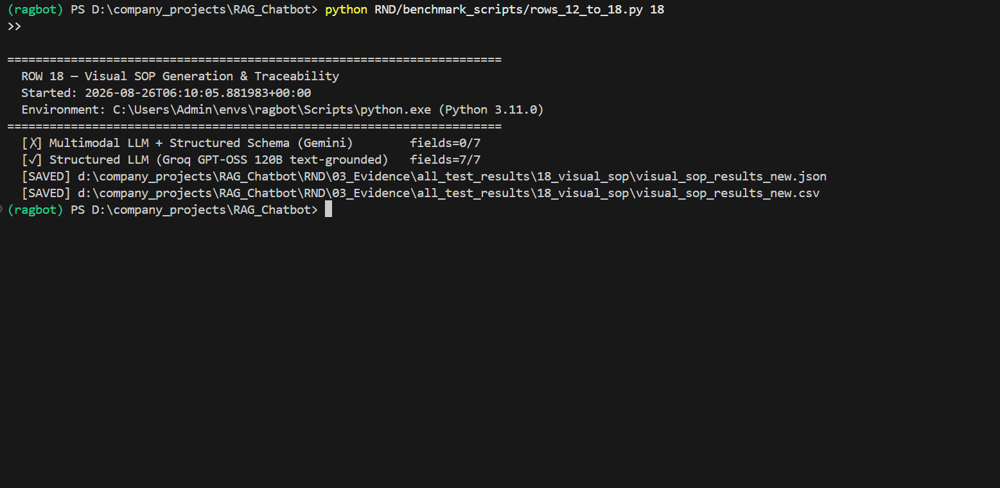 (ragbot) PS D:\company_projects\RAG_Chatbot> python RND/benchmark_scripts/rows_12_to_18.py 18
>>
======================================================================
ROW 18 — Visual SOP Generation & Traceability
Started: 2026-08-26T06:10:05.881983+00:00
Environment: C:\Users\Admin\envs\ragbot\Scripts\python.exe (Python 3.11.0)
======================================================================
[╳] Multimodal LLM + Structured Schema (Gemini) fields=0/7
[✓] Structured LLM (Groq GPT-OSS 120B text-grounded) fields=7/7
[SAVED] d:\company_projects\RAG_Chatbot\RND\03_Evidence\all_test_results\18_visual_sop\visual_sop_results_new.json
[SAVED] d:\company_projects\RAG_Chatbot\RND\03_Evidence\all_test_results\18_visual_sop\visual_sop_results_new.csv
(ragbot) PS D:\company_projects\RAG_Chatbot>